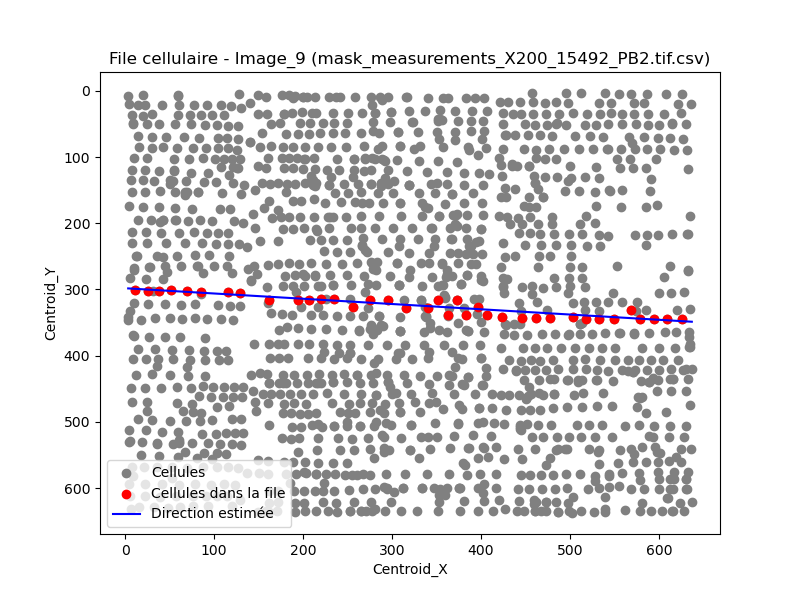 File cellulaire - Image_9 (mask_measurements_X200_15492_PB2.tif.csv)
0
100
200
300
400
500
600
Centroid_Y
Cellules
Cellules dans la file
Direction estimée
0 100 200 300 400 500 600
Centroid_X